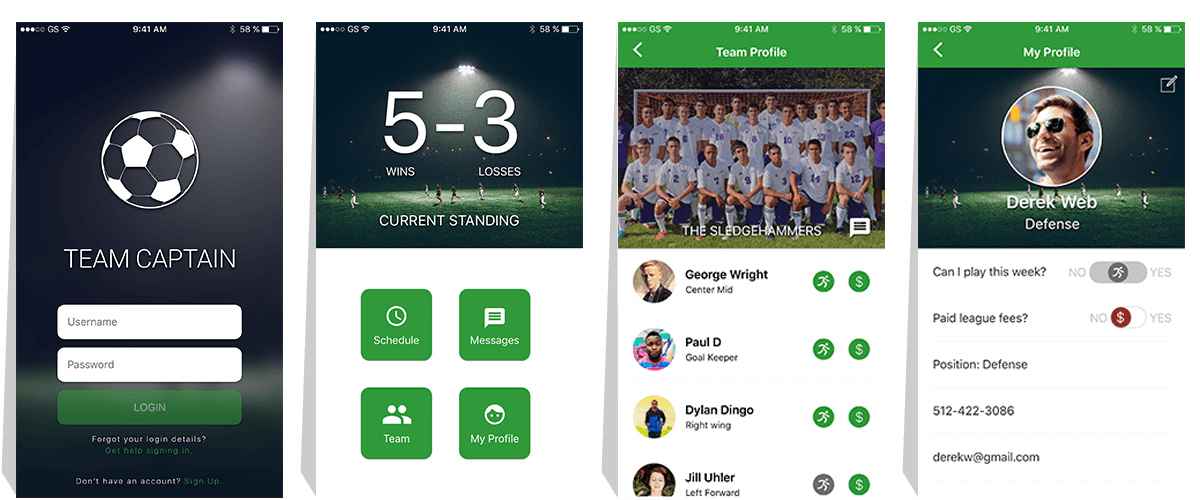 GS 9:41 AM 58 %
TEAM CAPTAIN
Username
Password
LOGIN
Forgot your login details?
Get help signing in.
Don't have an account? Sign Up.
GS 9:41 AM 58 %
5-3
WINS LOSSES
CURRENT STANDING
Schedule Messages
Team My Profile
GS 9:41 AM 58 %
Team Profile
THE SLEDGEHAMMERS
George Wright
Center Mid
$
Paul D
Goal Keeper
$
Dylan Dingo
Right wing
$
Jill Uhler
Left Forward
$
GS 9:41 AM 58 %
My Profile
Derek Web
Defense
Can I play this week? NO YES
Paid league fees? NO $ YES
Position: Defense
512-422-3086
derekw@gmail.com